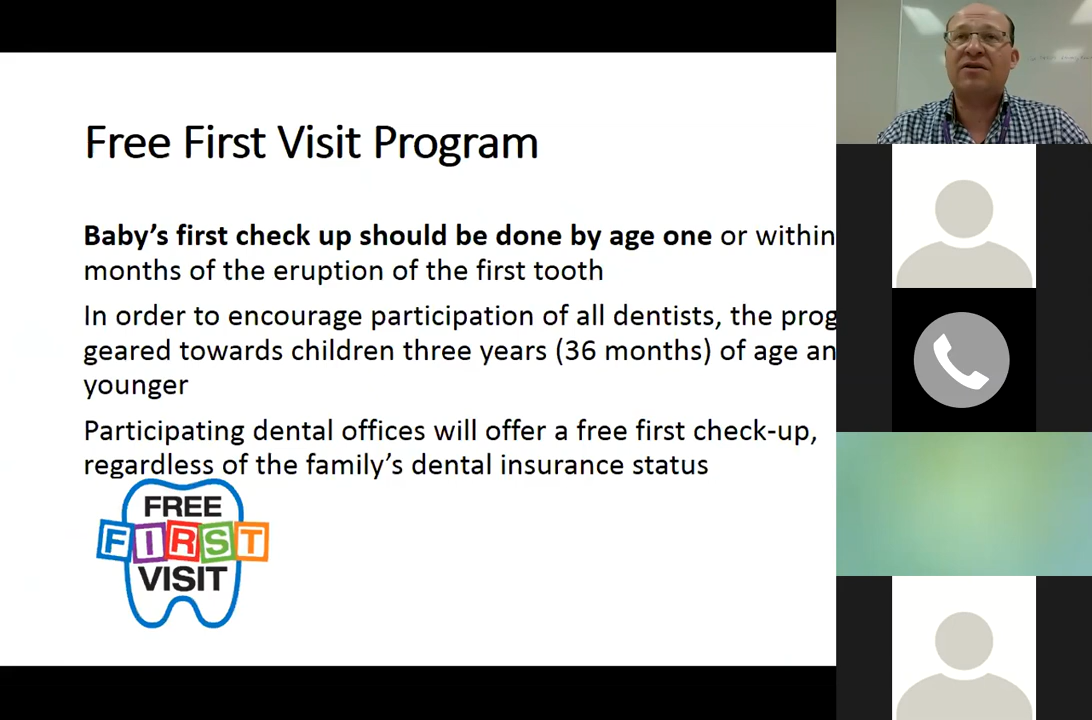 Free First Visit Program
Baby's first check up should be done by age one or within
months of the eruption of the first tooth
In order to encourage participation of all dentists, the prog
geared towards children three years (36 months) of age an
younger
Participating dental offices will offer a free first check-up,
regardless of the family's dental insurance status
FREE
FIRST
VISIT